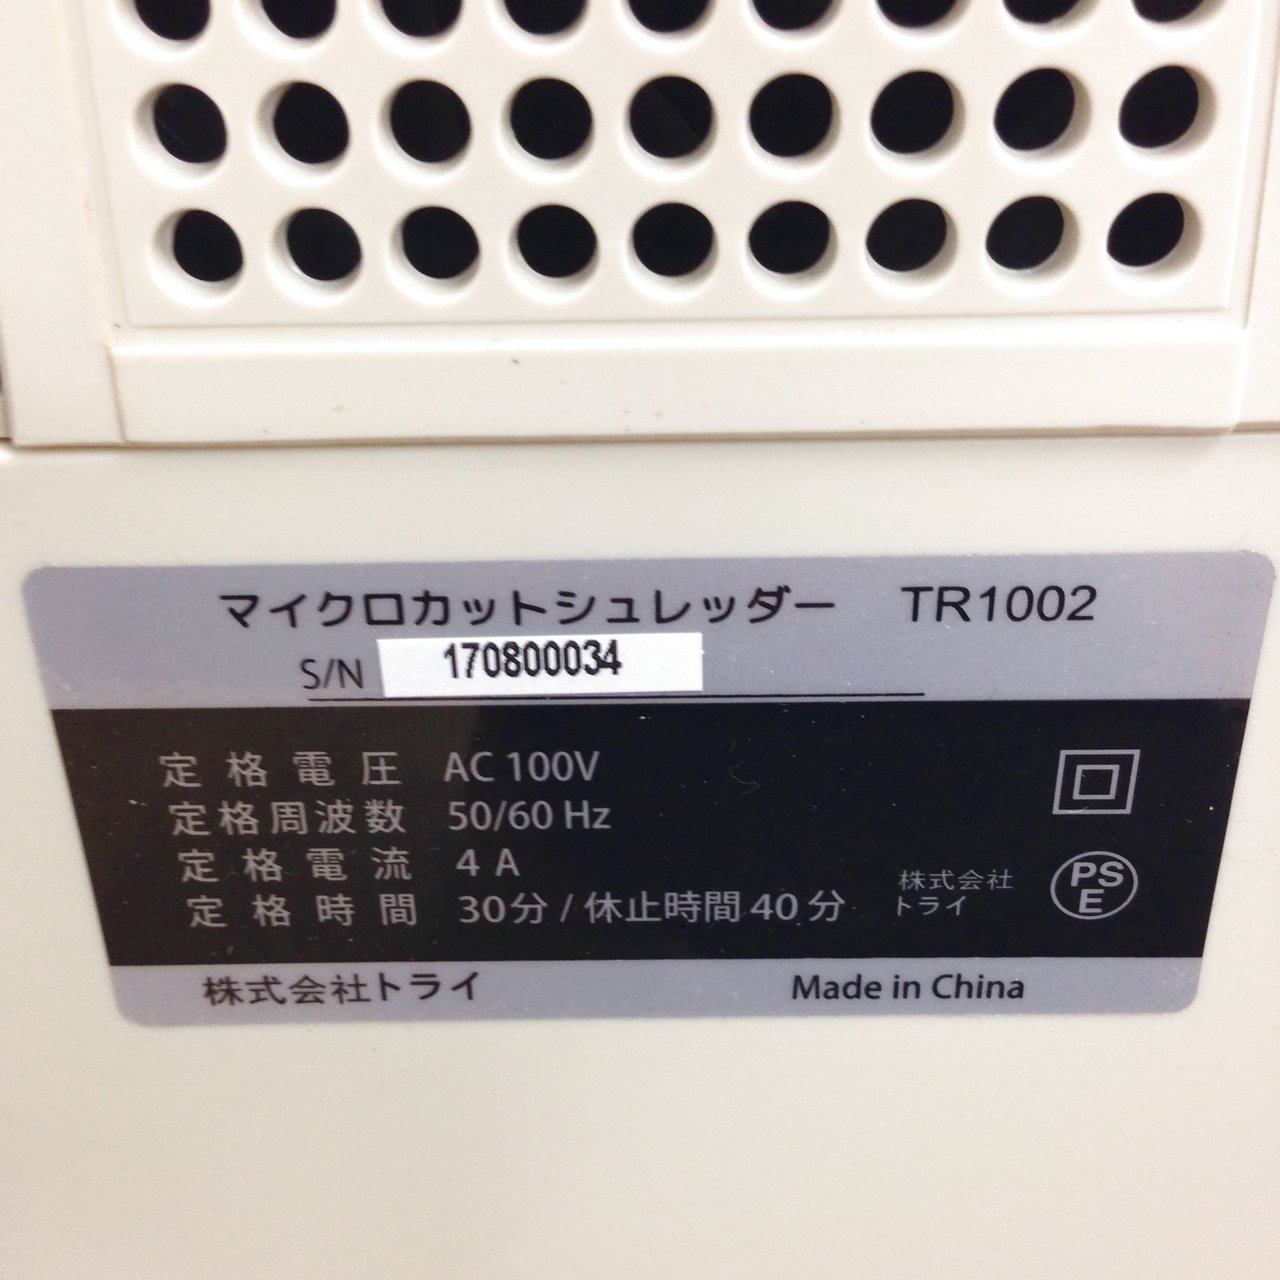 マイクロカットシュレッダー TR1002
S/N 170800034
定格電圧 AC 100V
定格周波数 50/60 Hz
定格電流 4 A
定格時間 30分 / 休止時間 40 分
株式会社
トライ
PS
E
株式会社トライ Made in China